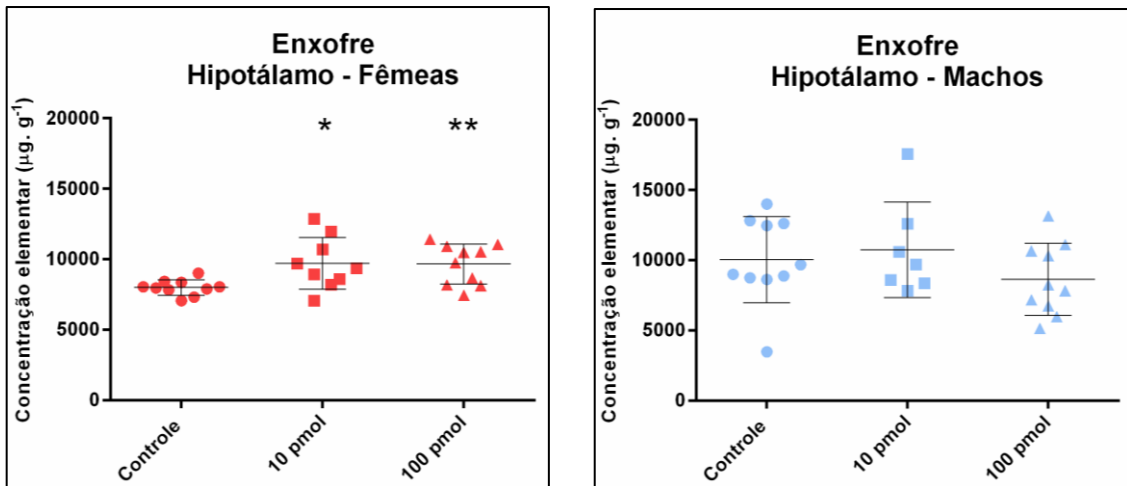 Enxofre
Hipotálamo - Fêmeas
Concentração elementar (µg. g⁻¹)
20000
15000
10000
5000
0
* **
Controle
10 pmol
100 pmol
Enxofre
Hipotálamo - Machos
Concentração elementar (µg. g⁻¹)
20000
15000
10000
5000
0
Controle
10 pmol
100 pmol